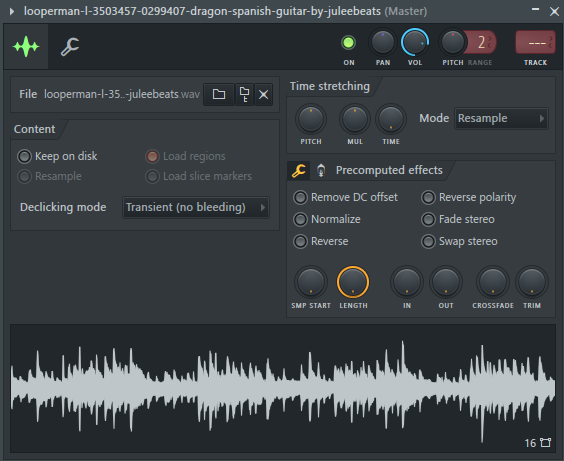 looperman-l-3503457-0299407-dragon-spanish-guitar-by-juleebeats (Master)
ON PAN VOL PITCH RANGE 2 --- TRACK
File looperman-l-35..-juleebeats.wav
Content
Keep on disk Load regions
Resample Load slice markers
Declicking mode Transient (no bleeding)
Time stretching
PITCH MUL TIME Mode Resample
Precomputed effects
Remove DC offset Reverse polarity
Normalize Fade stereo
Reverse Swap stereo
SMP START LENGTH IN OUT CROSSFADE TRIM
16